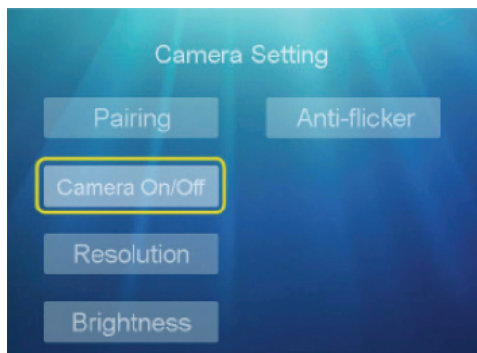 Camera Setting
Pairing
Anti-flicker
Camera On/Off
Resolution
Brightness